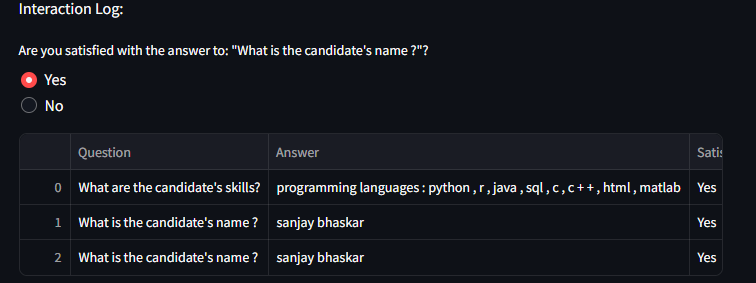 Interaction Log:
Are you satisfied with the answer to: "What is the candidate's name ?"?
Yes
No
Question Answer Satis
0 What are the candidate's skills? programming languages : python , r , java , sql , c , c + + , html , matlab Yes
1 What is the candidate's name ? sanjay bhaskar Yes
2 What is the candidate's name ? sanjay bhaskar Yes